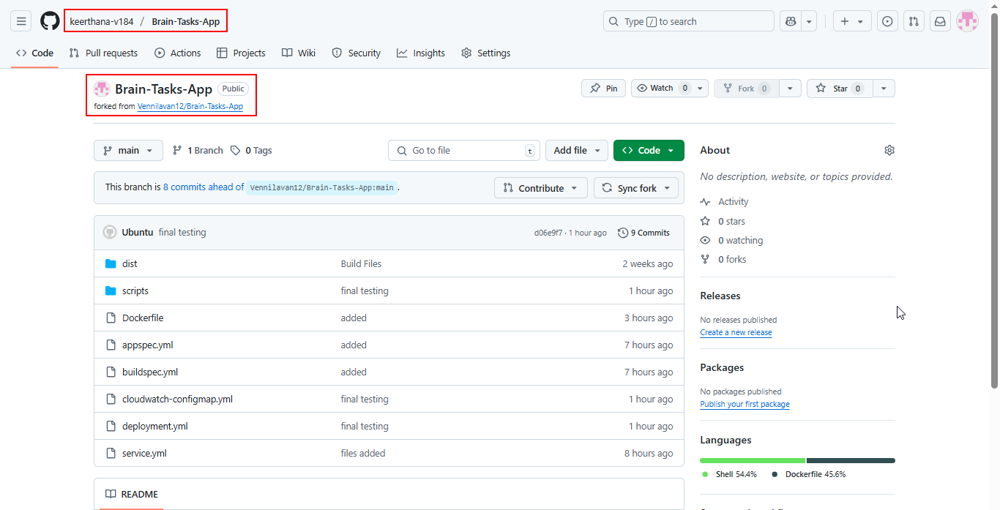 keerthana-v184 / Brain-Tasks-App
Type / to search
Code
Pull requests
Actions
Projects
Wiki
Security
Insights
Settings
Brain-Tasks-App Public
forked from Vennilavan12/Brain-Tasks-App
Pin
Watch 0
Fork 0
Star 0
main
1 Branch
0 Tags
Go to file t
Add file
Code
This branch is 8 commits ahead of Vennilavan12/Brain-Tasks-App:main .
Contribute
Sync fork
Ubuntu final testing d06e9f7 · 1 hour ago 9 Commits
dist Build Files 2 weeks ago
scripts final testing 1 hour ago
Dockerfile added 3 hours ago
appspec.yml added 7 hours ago
buildspec.yml added 7 hours ago
cloudwatch-configmap.yml final testing 1 hour ago
deployment.yml final testing 1 hour ago
service.yml files added 8 hours ago
README
About
No description, website, or topics provided.
Activity
0 stars
0 watching
0 forks
Releases
No releases published
Create a new release
Packages
No packages published
Publish your first package
Languages
Shell 54.4% Dockerfile 45.6%